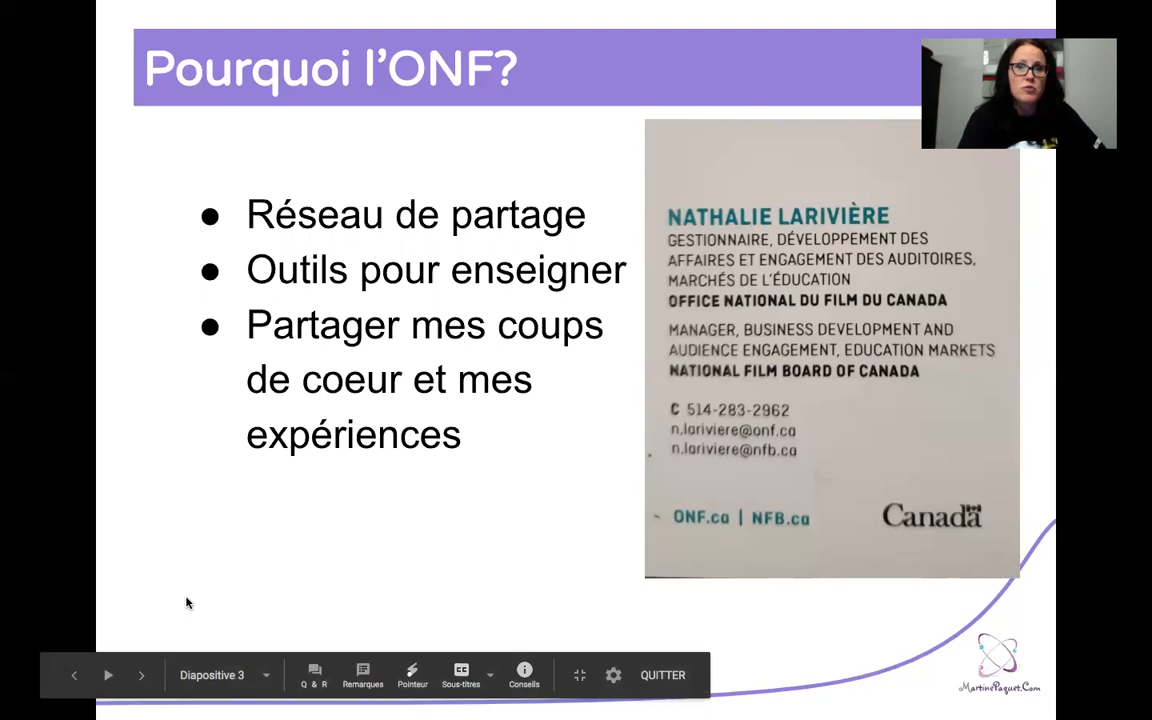 Pourquoi l'ONF?
● Réseau de partage
● Outils pour enseigner
● Partager mes coups
de coeur et mes
expériences
NATHALIE LARIVIÈRE
GESTIONNAIRE, DÉVELOPPEMENT DES
AFFAIRES ET ENGAGEMENT DES AUDITOIRES,
MARCHÉS DE L'ÉDUCATION
OFFICE NATIONAL DU FILM DU CANADA
MANAGER, BUSINESS DEVELOPMENT AND
AUDIENCE ENGAGEMENT, EDUCATION MARKETS
NATIONAL FILM BOARD OF CANADA
C 514-283-2962
n.lariviere@onf.ca
n.lariviere@nfb.ca
ONF.ca | NFB.ca
Canada
MartinePaquet.Com
Diapositive 3
Q & R
Remarques
Pointeur
CC
Sous-titres
Conseils
QUITTER